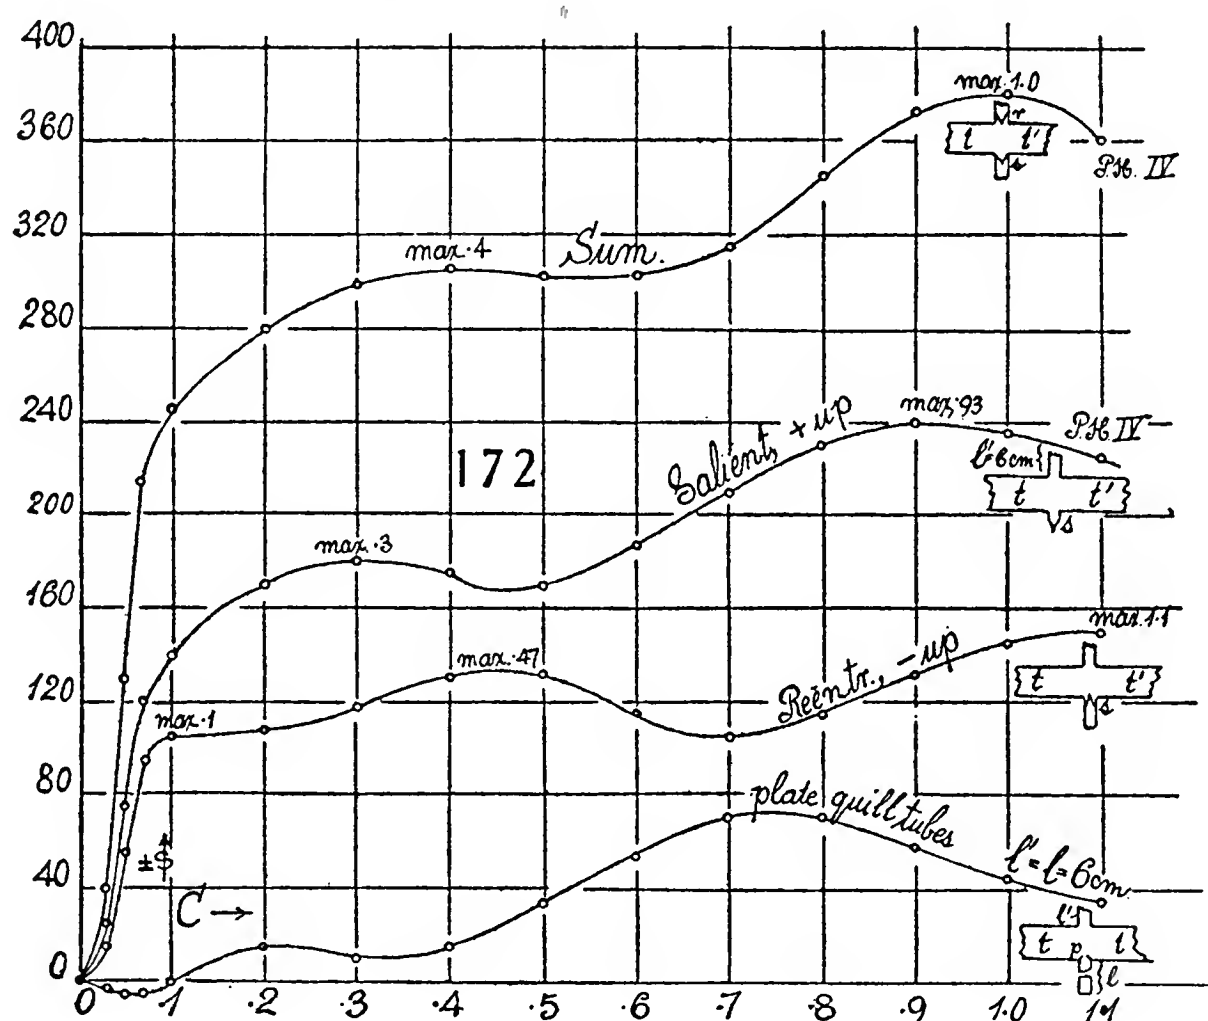 400
360
320
280
240
200
160
120
80
40
0
0 .1 .2 .3 .4 .5 .6 .7 .8 .9 1.0 1.1
max. 1.0
r
t t'
s
P.H. IV
max .4
Sum.
172
Salient, + up
max .93
P.H. IV
l'=6cm
t t'
s
max .3
max .47
max .1
Reëntr., − up
max 1.1
t t'
s
plate quill tubes
l'=l=6cm.
l'
t p t
l
±s
C →